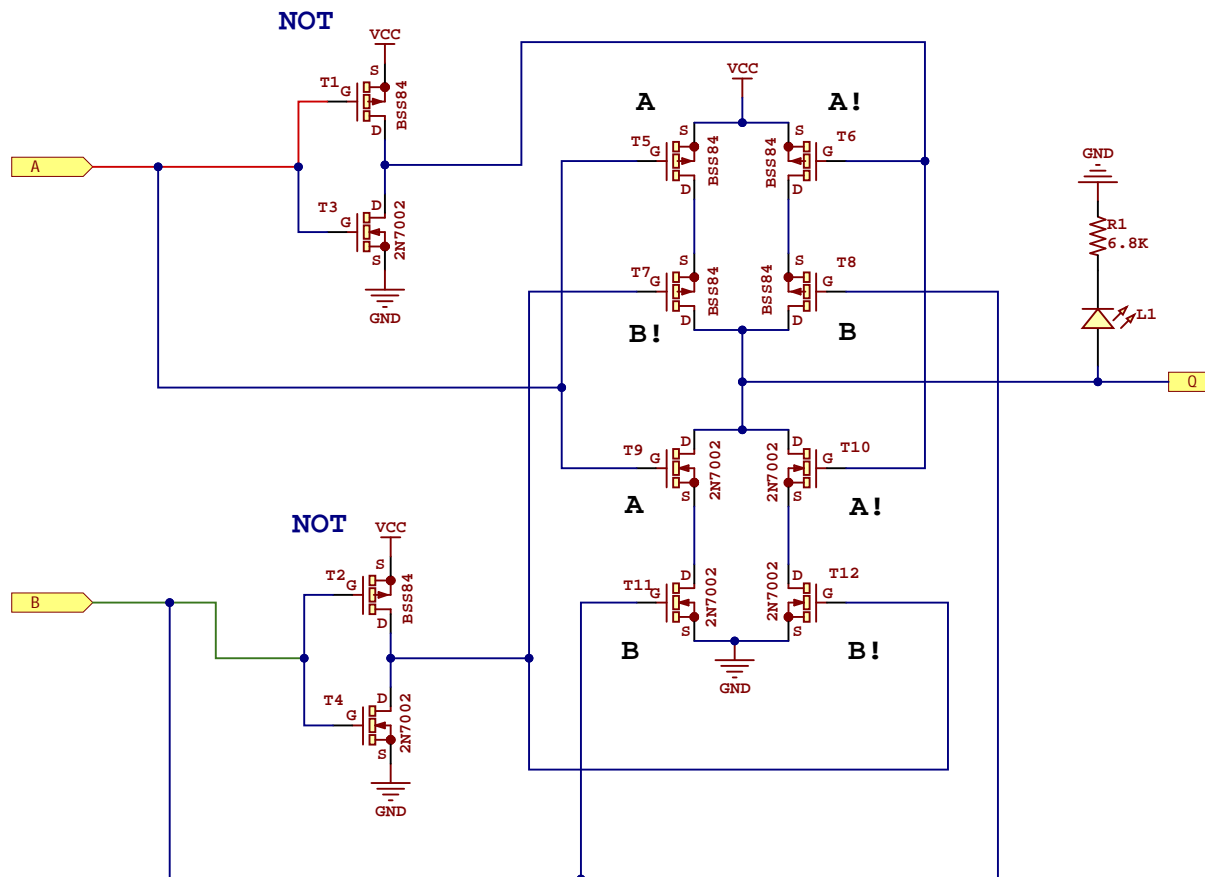 NOT
VCC
S
T1
G
BSS84
D
A
D
T3
G
2N7002
S
GND
VCC
A
A!
S
S
T5
G
BSS84
BSS84
G
T6
D
D
S
S
T7
G
BSS84
BSS84
G
T8
D
D
B!
B
GND
R1
6.8K
L1
Q
D
D
T9
G
2N7002
2N7002
G
T10
S
S
A
A!
D
D
T11
G
2N7002
2N7002
G
T12
S
S
B
B!
GND
NOT
VCC
S
T2
G
BSS84
D
B
D
T4
G
2N7002
S
GND